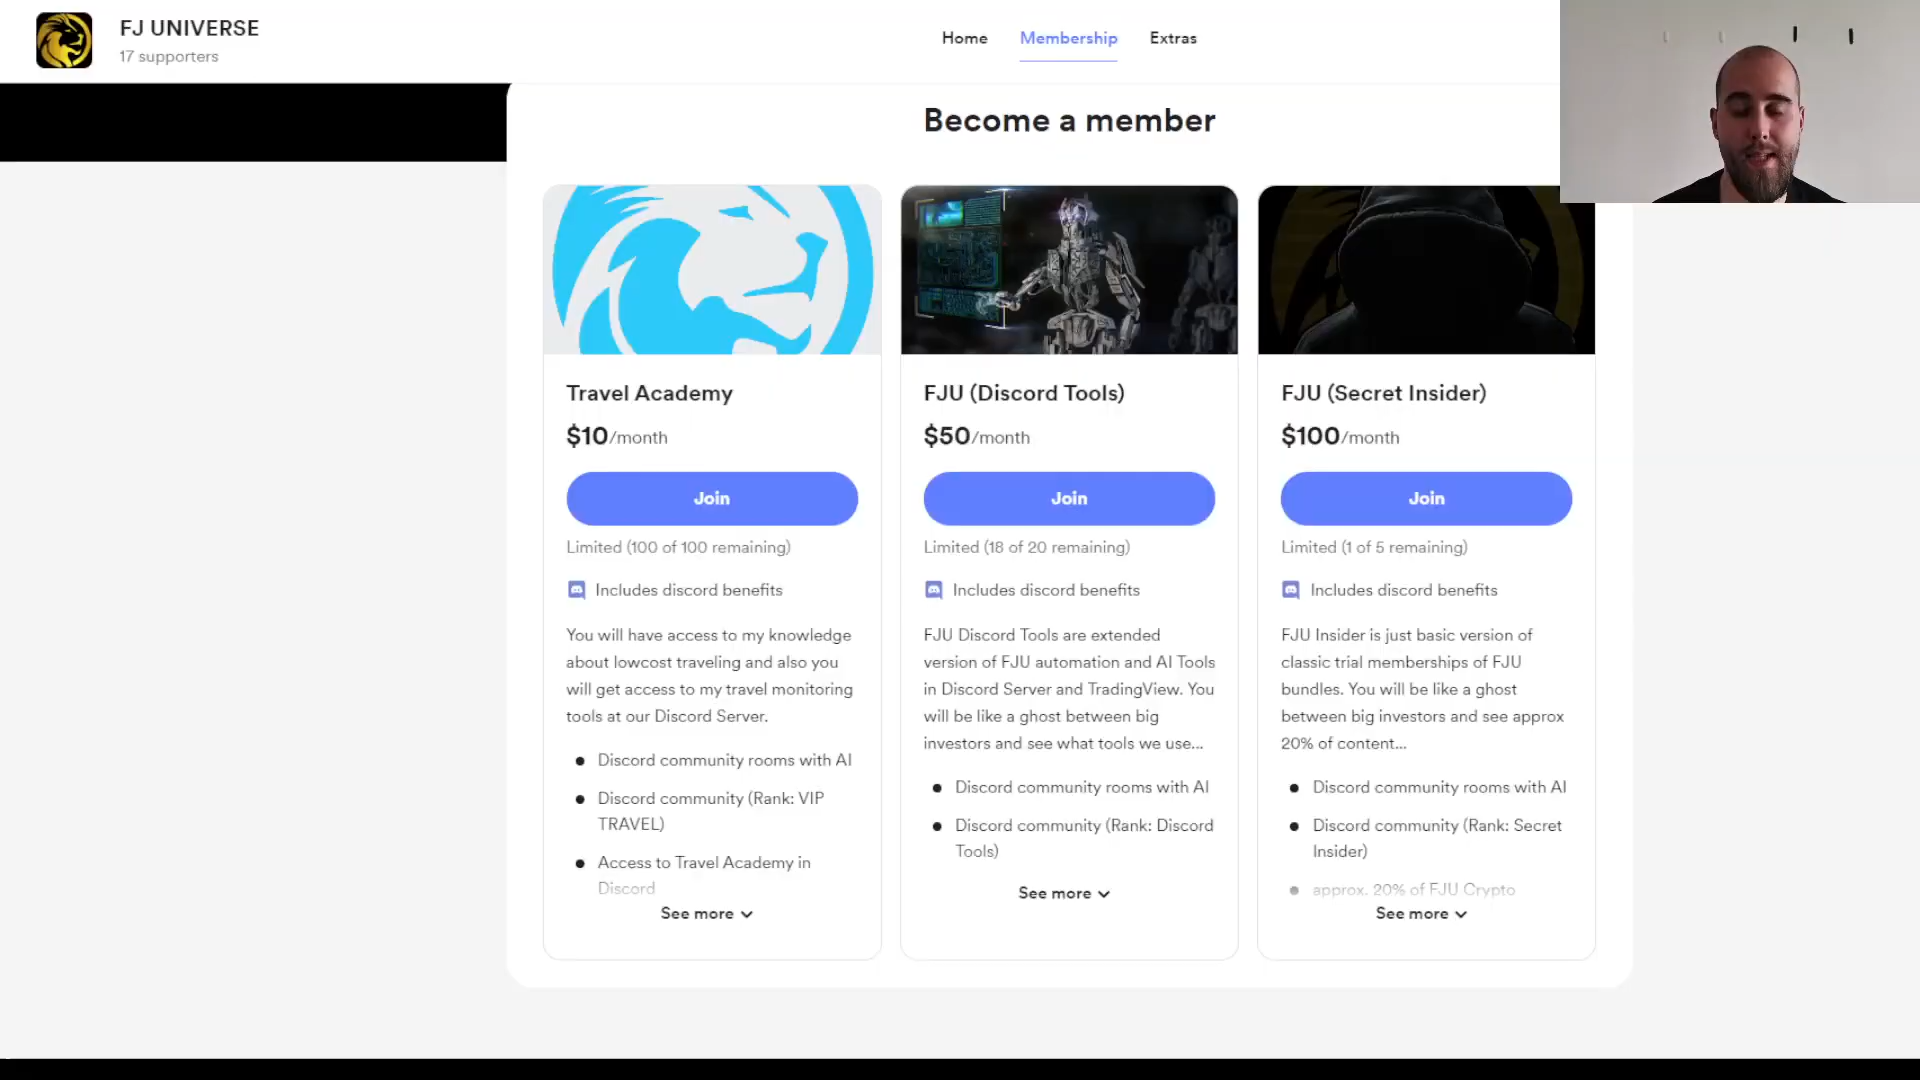 FJ UNIVERSE
17 supporters
Home
Membership
Extras
Become a member
Travel Academy
$10/month
Join
Limited (100 of 100 remaining)
Includes discord benefits
You will have access to my knowledge
about lowcost traveling and also you
will get access to my travel monitoring
tools at our Discord Server.
Discord community rooms with AI
Discord community (Rank: VIP
TRAVEL)
Access to Travel Academy in
Discord
See more
FJU (Discord Tools)
$50/month
Join
Limited (18 of 20 remaining)
Includes discord benefits
FJU Discord Tools are extended
version of FJU automation and AI Tools
in Discord Server and TradingView. You
will be like a ghost between big
investors and see what tools we use...
Discord community rooms with AI
Discord community (Rank: Discord
Tools)
See more
FJU (Secret Insider)
$100/month
Join
Limited (1 of 5 remaining)
Includes discord benefits
FJU Insider is just basic version of
classic trial memberships of FJU
bundles. You will be like a ghost
between big investors and see approx
20% of content...
Discord community rooms with AI
Discord community (Rank: Secret
Insider)
approx. 20% of FJU Crypto
See more